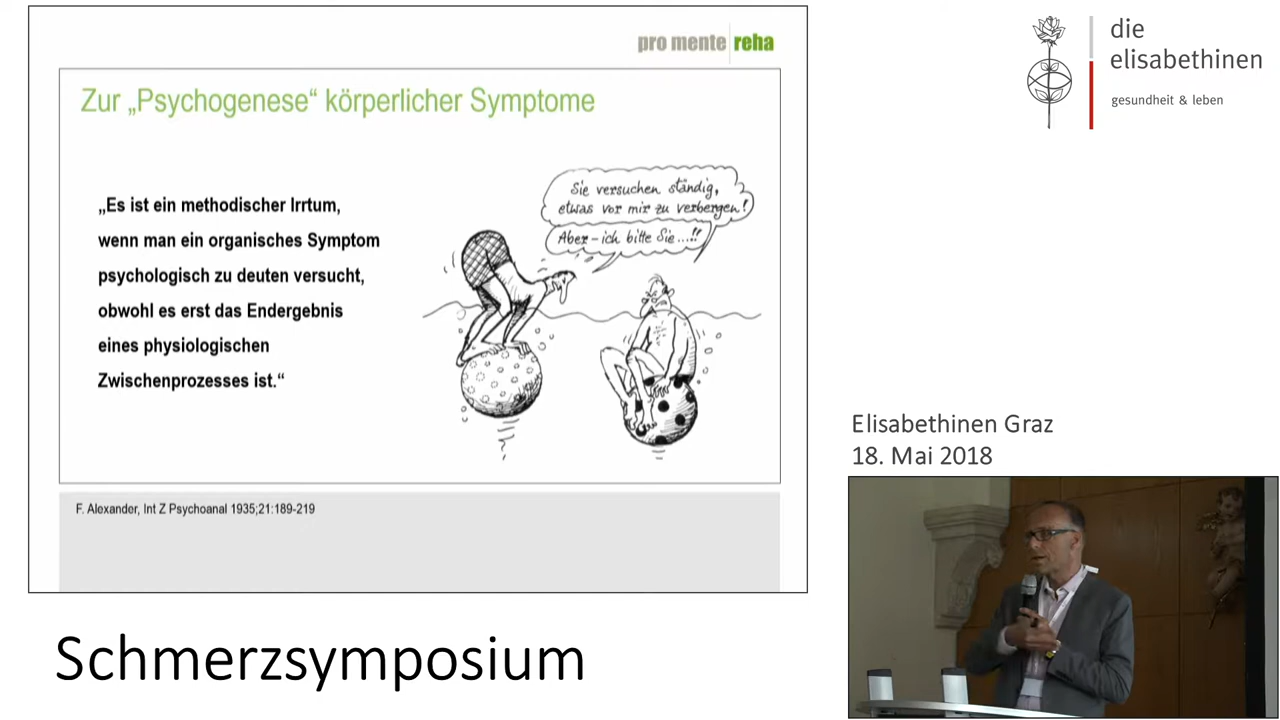 pro mente reha
Zur „Psychogenese“ körperlicher Symptome
„Es ist ein methodischer Irrtum,
wenn man ein organisches Symptom
psychologisch zu deuten versucht,
obwohl es erst das Endergebnis
eines physiologischen
Zwischenprozesses ist.“
Sie versuchen ständig,
etwas vor mir zu verbergen!
Aber – ich bitte Sie...!!
F. Alexander, Int Z Psychoanal 1935;21:189-219
die
elisabethinen
gesundheit & leben
Elisabethinen Graz
18. Mai 2018
Schmerzsymposium